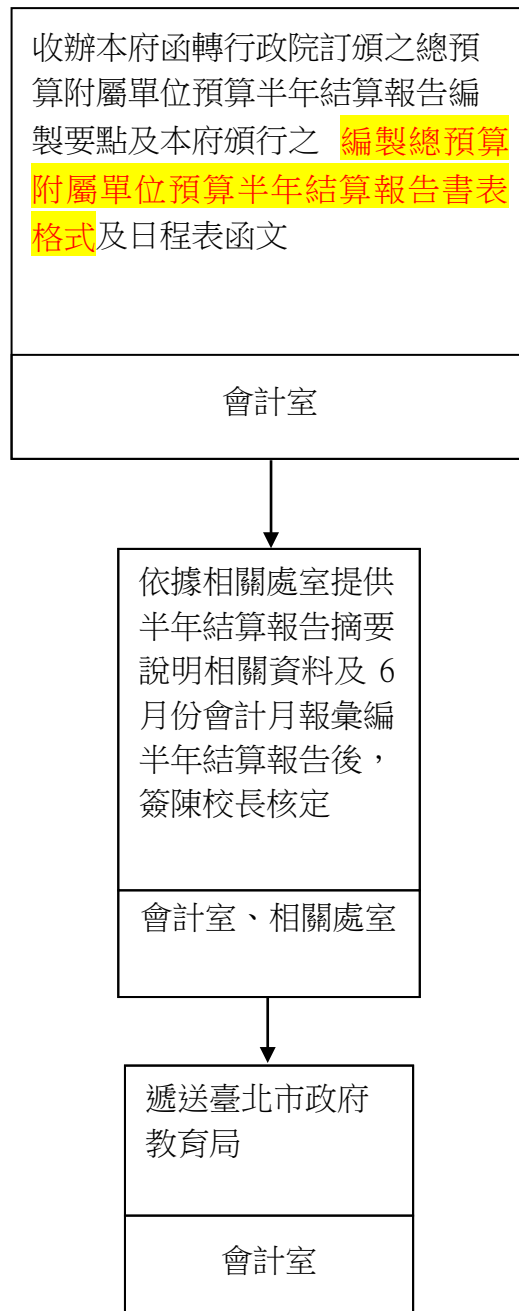 收辦本府函轉行政院訂頒之總預
算附屬單位預算半年結算報告編
製要點及本府頒行之 編製總預算
附屬單位預算半年結算報告書表
格式及日程表函文
會計室
依據相關處室提供
半年結算報告摘要
說明相關資料及 6
月份會計月報彙編
半年結算報告後，
簽陳校長核定
會計室、相關處室
遞送臺北市政府
教育局
會計室